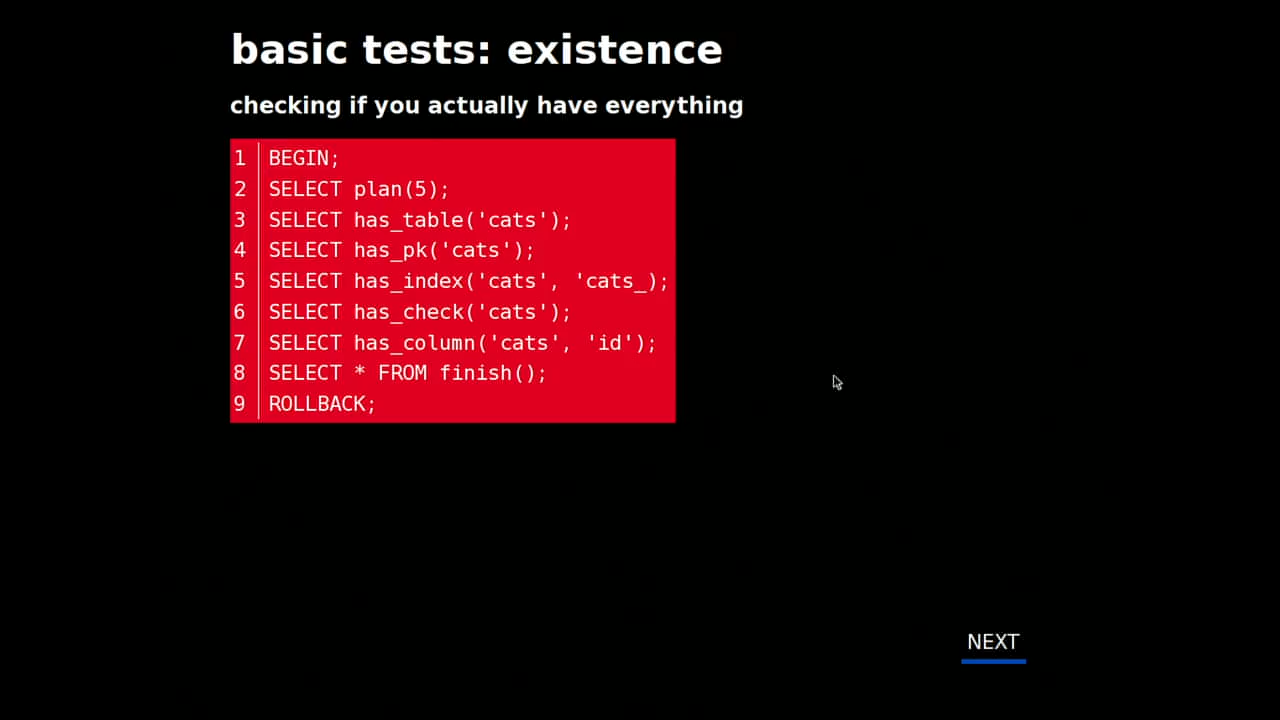 basic tests: existence
checking if you actually have everything
1 BEGIN;
2 SELECT plan(5);
3 SELECT has_table('cats');
4 SELECT has_pk('cats');
5 SELECT has_index('cats', 'cats_);
6 SELECT has_check('cats');
7 SELECT has_column('cats', 'id');
8 SELECT * FROM finish();
9 ROLLBACK;
NEXT